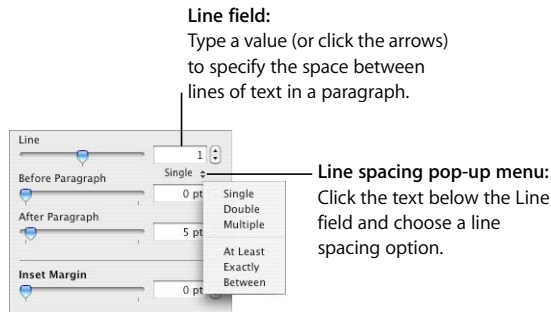 Line field:
Type a value (or click the arrows)
to specify the space between
lines of text in a paragraph.
Line
1
Single
Before Paragraph
0 pt
After Paragraph
5 pt
Inset Margin
0 pt
Single
Double
Multiple
At Least
Exactly
Between
Line spacing pop-up menu:
Click the text below the Line
field and choose a line
spacing option.